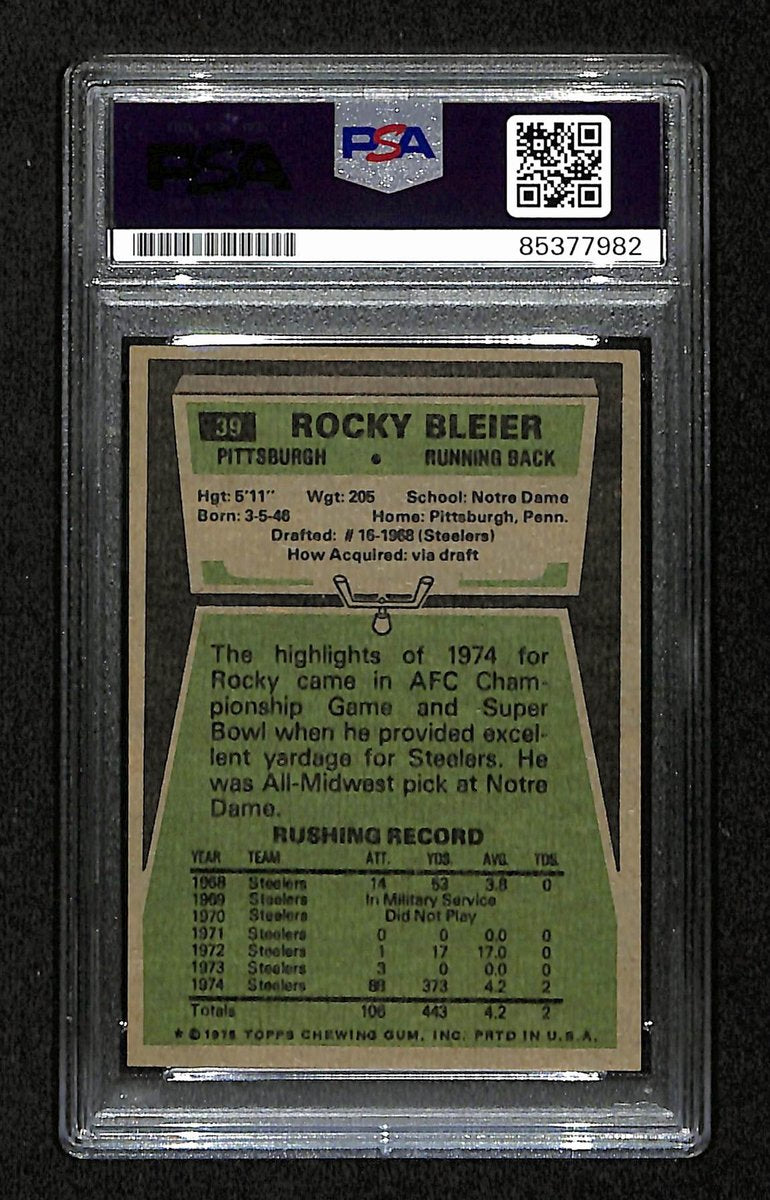 PSA
PSA
85377982
39 ROCKY BLEIER
PITTSBURGH • RUNNING BACK
Hgt: 5'11" Wgt: 205 School: Notre Dame
Born: 3-5-46 Home: Pittsburgh, Penn.
Drafted: # 16-1968 (Steelers)
How Acquired: via draft
The highlights of 1974 for
Rocky came in AFC Cham-
pionship Game and Super
Bowl when he provided excel-
lent yardage for Steelers. He
was All-Midwest pick at Notre
Dame.
RUSHING RECORD
YEAR TEAM ATT. YDS. AVG. TDS.
1968 Steelers 14 53 3.8 0
1969 Steelers In Military Service
1970 Steelers Did Not Play
1971 Steelers 0 0 0.0 0
1972 Steelers 1 17 17.0 0
1973 Steelers 3 0 0.0 0
1974 Steelers 88 373 4.2 2
Totals 106 443 4.2 2
* © 1975 TOPPS CHEWING GUM, INC. PRTD IN U.S.A.